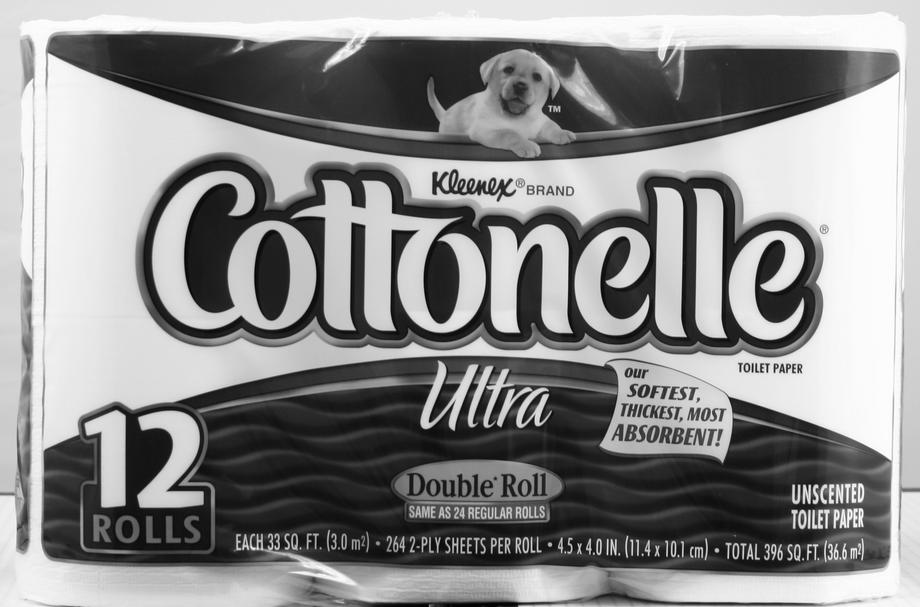 ™
Kleenex® BRAND
Cottonelle®
TOILET PAPER
Ultra
our
SOFTEST,
THICKEST, MOST
ABSORBENT!
12
ROLLS
Double* Roll
SAME AS 24 REGULAR ROLLS
UNSCENTED
TOILET PAPER
EACH 33 SQ. FT. (3.0 m²) • 264 2-PLY SHEETS PER ROLL • 4.5 x 4.0 IN. (11.4 x 10.1 cm) • TOTAL 396 SQ. FT. (36.6 m²)